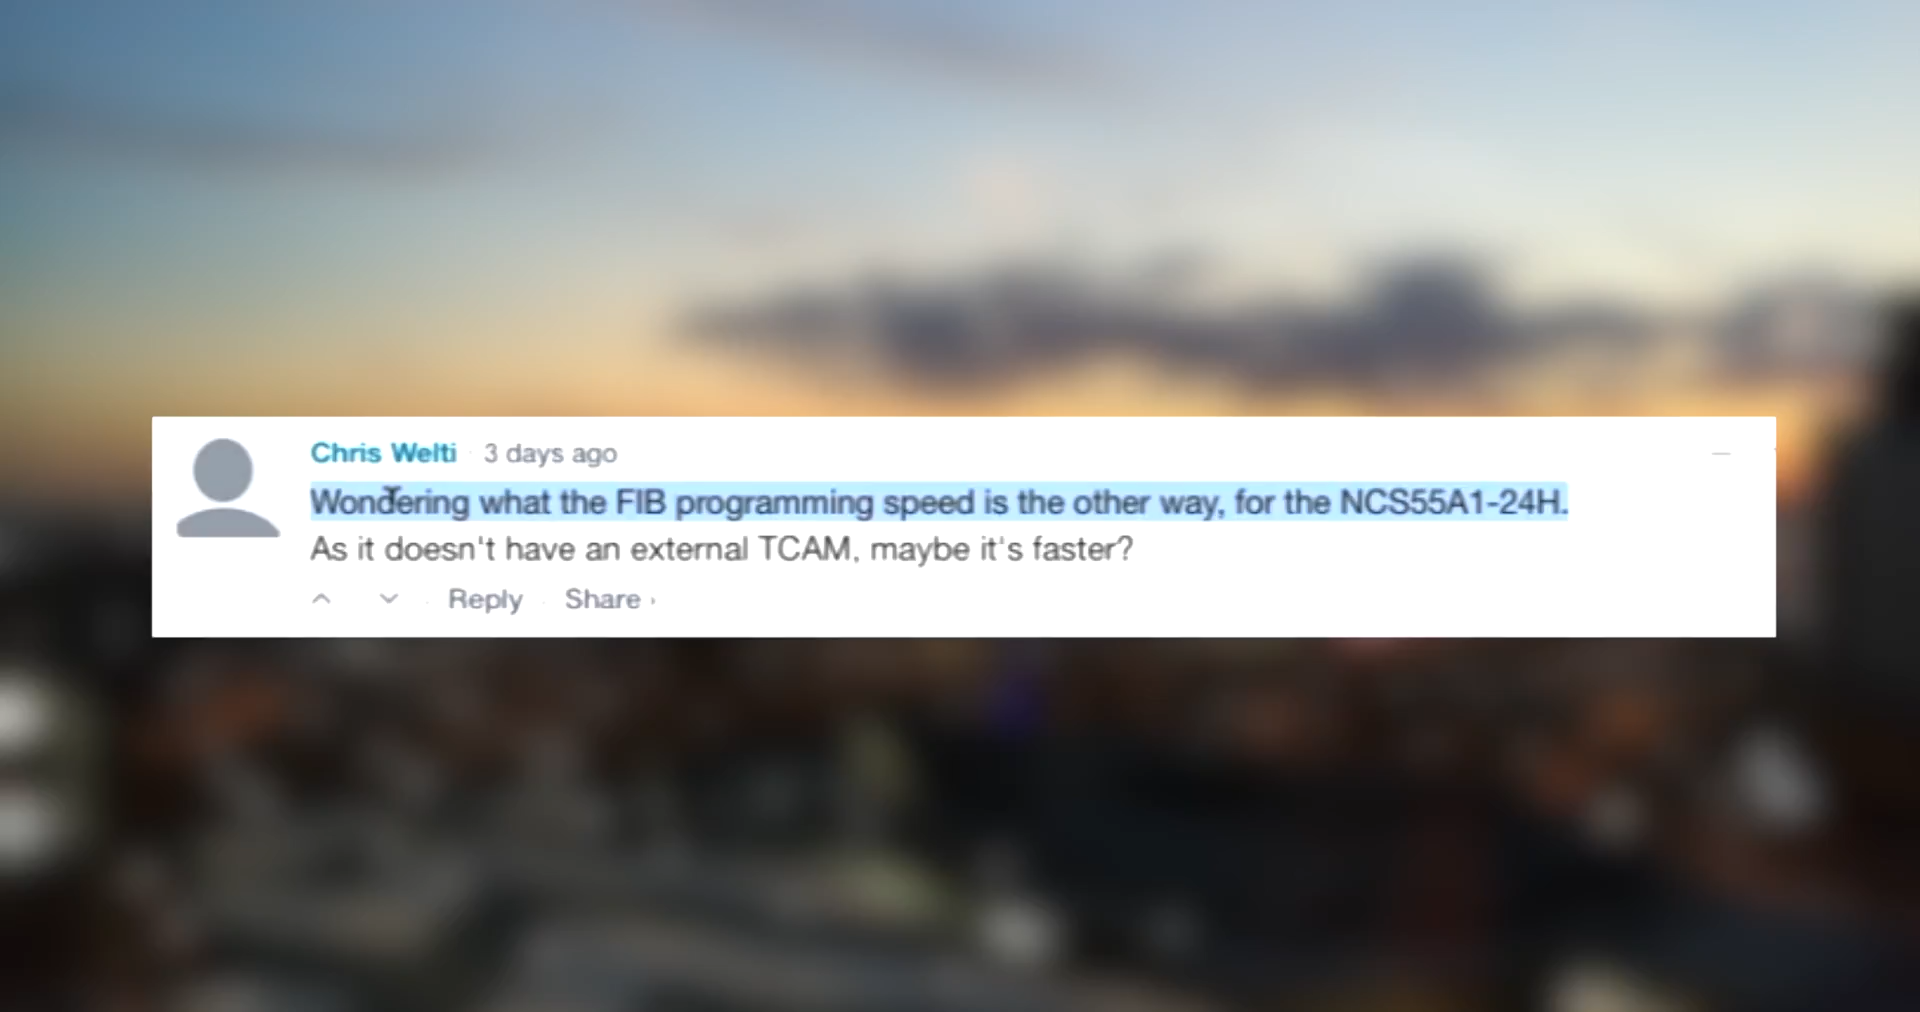 Chris Welti · 3 days ago
Wondering what the FIB programming speed is the other way, for the NCS55A1-24H.
As it doesn't have an external TCAM, maybe it's faster?
Reply · Share ›